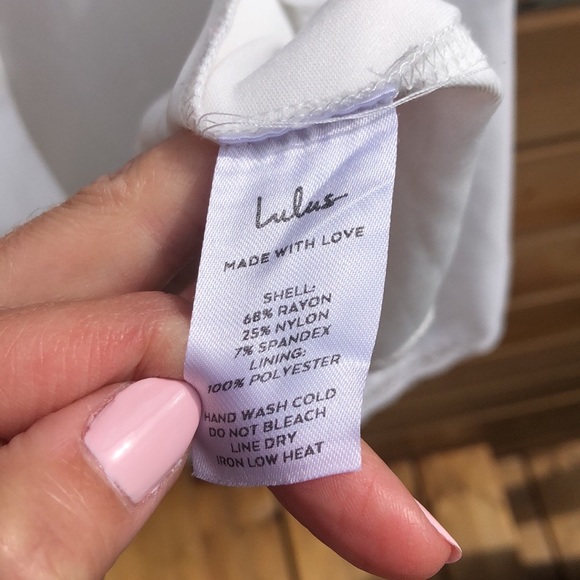 Lulus
MADE WITH LOVE
SHELL:
68% RAYON
25% NYLON
7% SPANDEX
LINING:
100% POLYESTER
HAND WASH COLD
DO NOT BLEACH
LINE DRY
IRON LOW HEAT